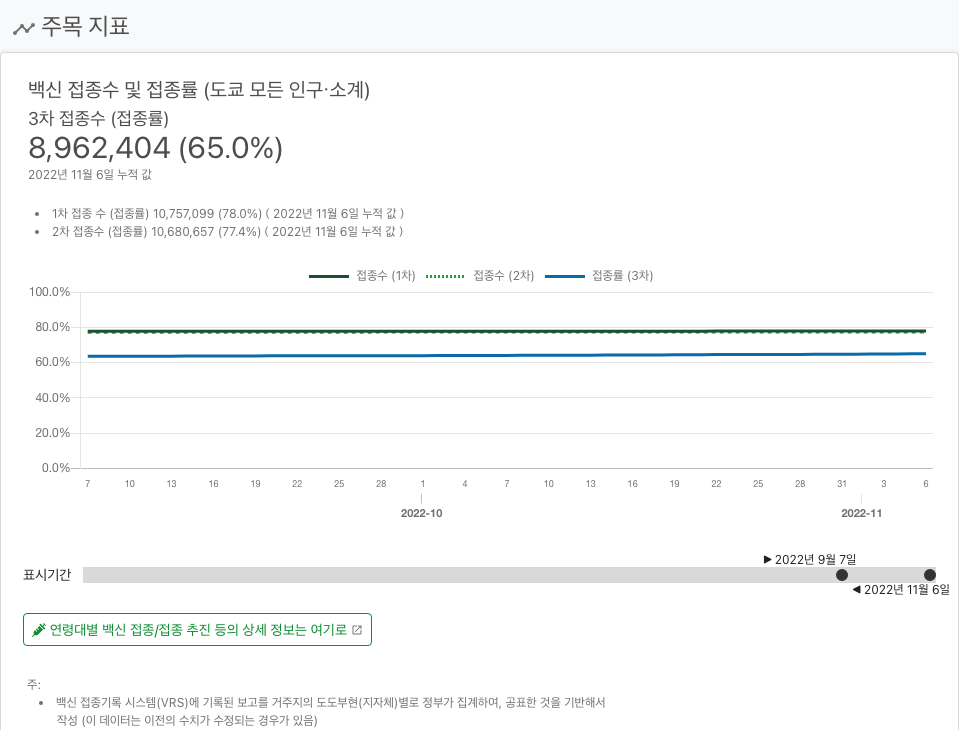 주목 지표
백신 접종수 및 접종률 (도쿄 모든 인구·소계)
3차 접종수 (접종률)
8,962,404 (65.0%)
2022년 11월 6일 누적 값
• 1차 접종 수 (접종률) 10,757,099 (78.0%) ( 2022년 11월 6일 누적 값 )
• 2차 접종수 (접종률) 10,680,657 (77.4%) ( 2022년 11월 6일 누적 값 )
접종수 (1차) 접종수 (2차) 접종률 (3차)
100.0%
80.0%
60.0%
40.0%
20.0%
0.0%
7 10 13 16 19 22 25 28 1 4 7 10 13 16 19 22 25 28 31 3 6
2022-10 2022-11
▶ 2022년 9월 7일
표시기간
◀ 2022년 11월 6일
연령대별 백신 접종/접종 추진 등의 상세 정보는 여기로
주:
• 백신 접종기록 시스템(VRS)에 기록된 보고를 거주지의 도도부현(지자체)별로 정부가 집계하여, 공표한 것을 기반해서
작성 (이 데이터는 이전의 수치가 수정되는 경우가 있음)